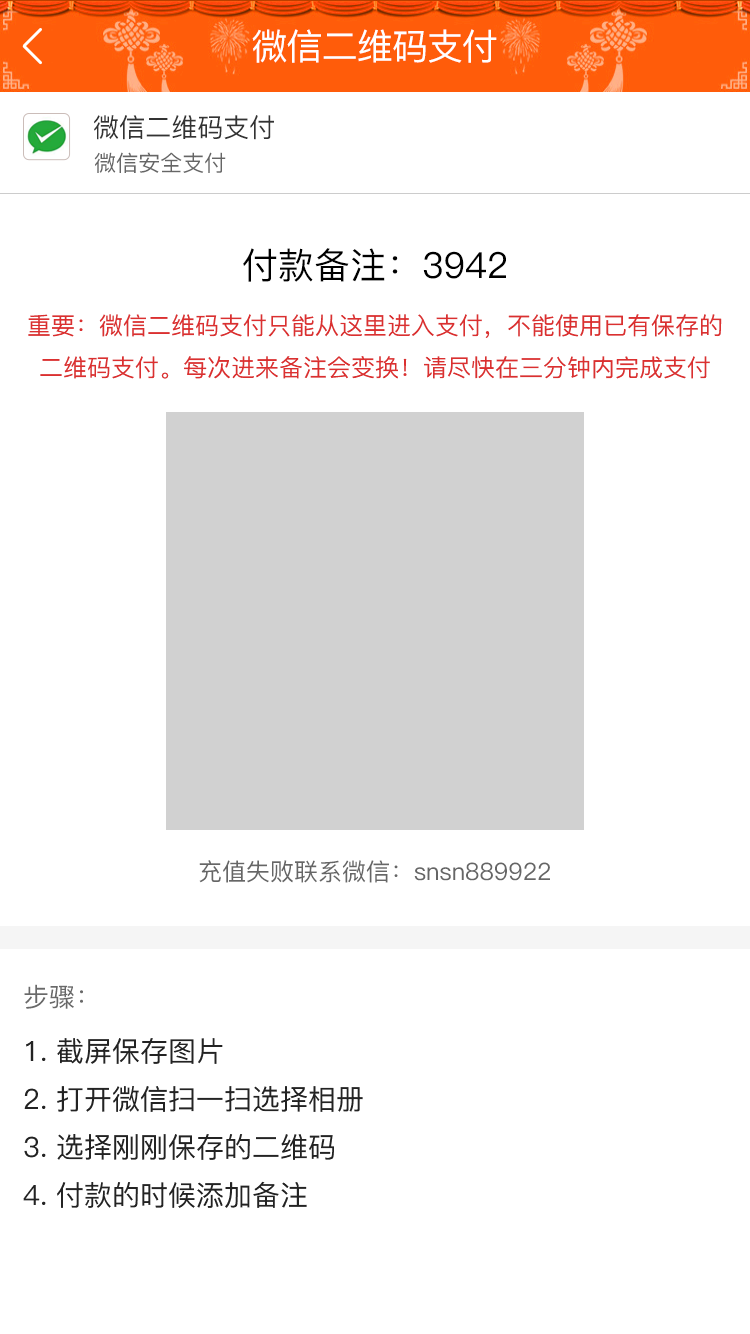 微信二维码支付
微信二维码支付
微信安全支付
付款备注：3942
重要：微信二维码支付只能从这里进入支付，不能使用已有保存的
二维码支付。每次进来备注会变换！请尽快在三分钟内完成支付
充值失败联系微信：snsn889922
步骤：
1. 截屏保存图片
2. 打开微信扫一扫选择相册
3. 选择刚刚保存的二维码
4. 付款的时候添加备注